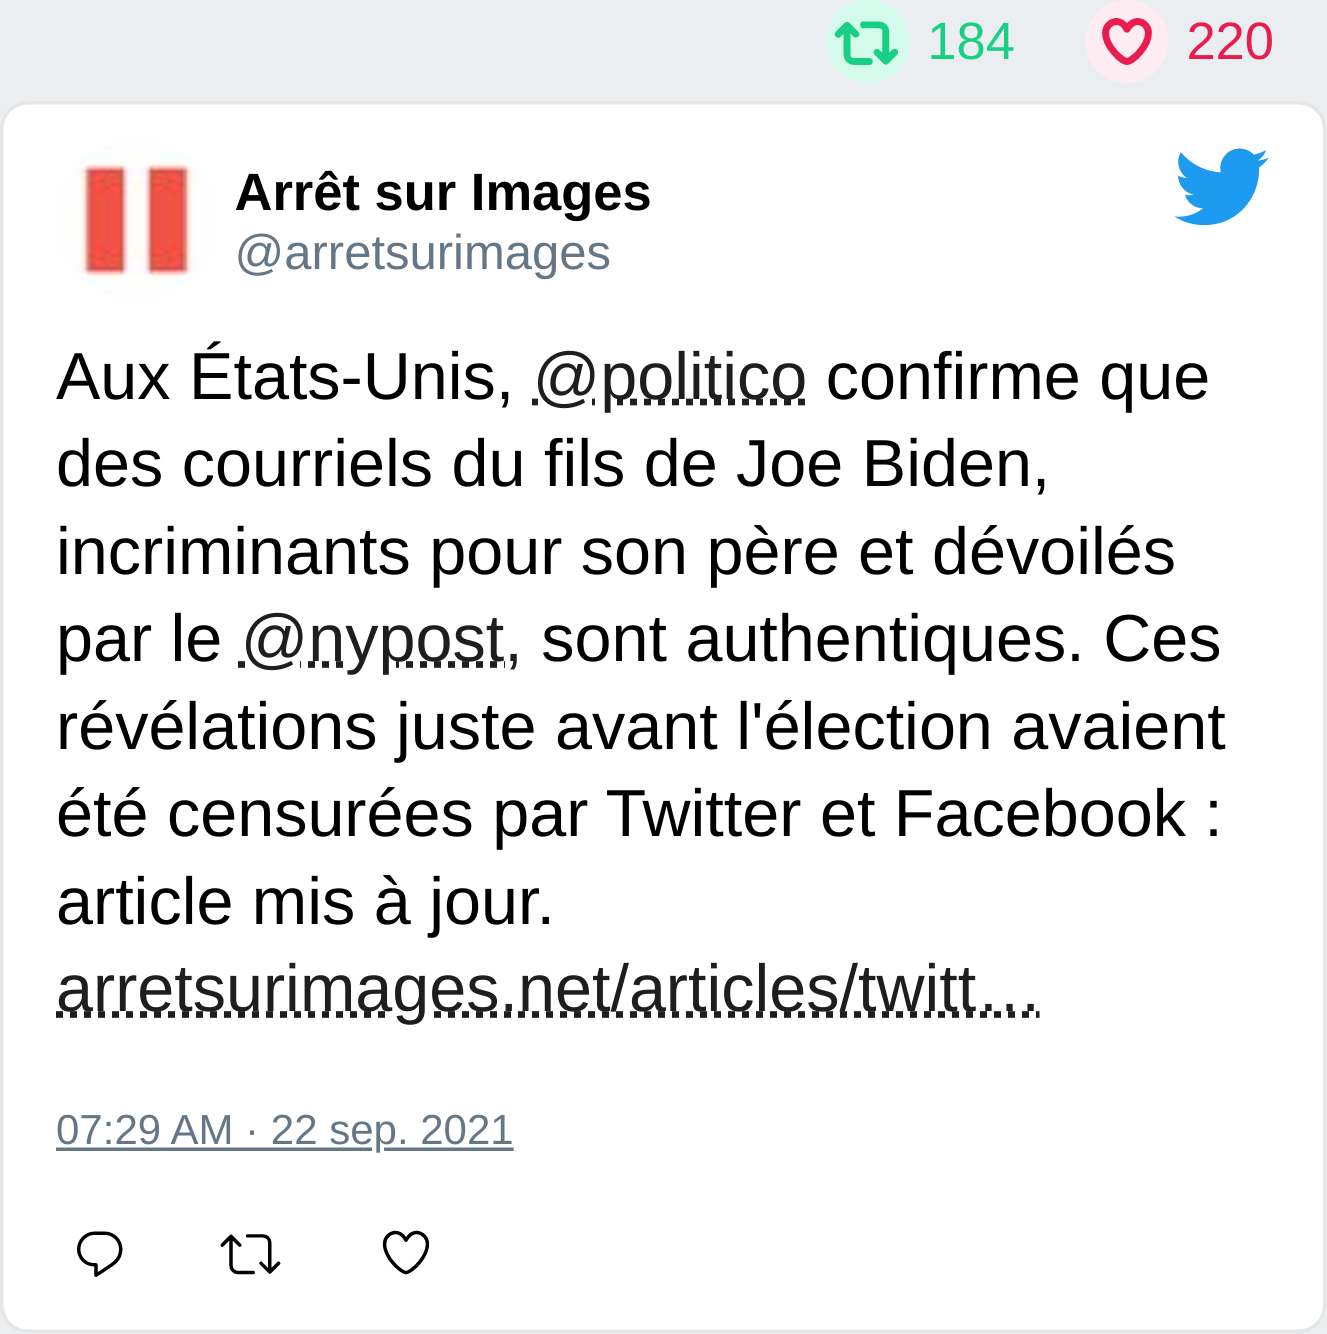 184 220
Arrêt sur Images
@arretsurimages
Aux États-Unis, @politico confirme que
des courriels du fils de Joe Biden,
incriminants pour son père et dévoilés
par le @nypost, sont authentiques. Ces
révélations juste avant l'élection avaient
été censurées par Twitter et Facebook :
article mis à jour.
arretsurimages.net/articles/twitt…
07:29 AM · 22 sep. 2021